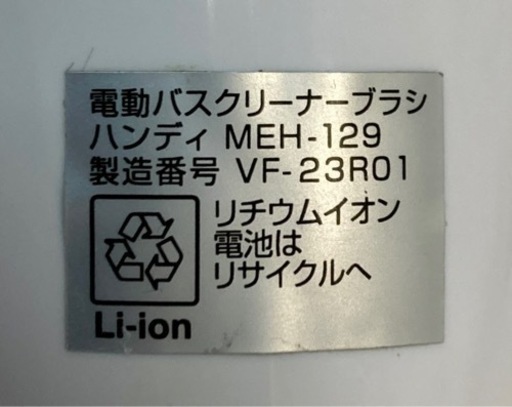 電動バスクリーナーブラシ
ハンディ MEH-129
製造番号 VF-23R01
リチウムイオン
電池は
リサイクルへ
Li-ion